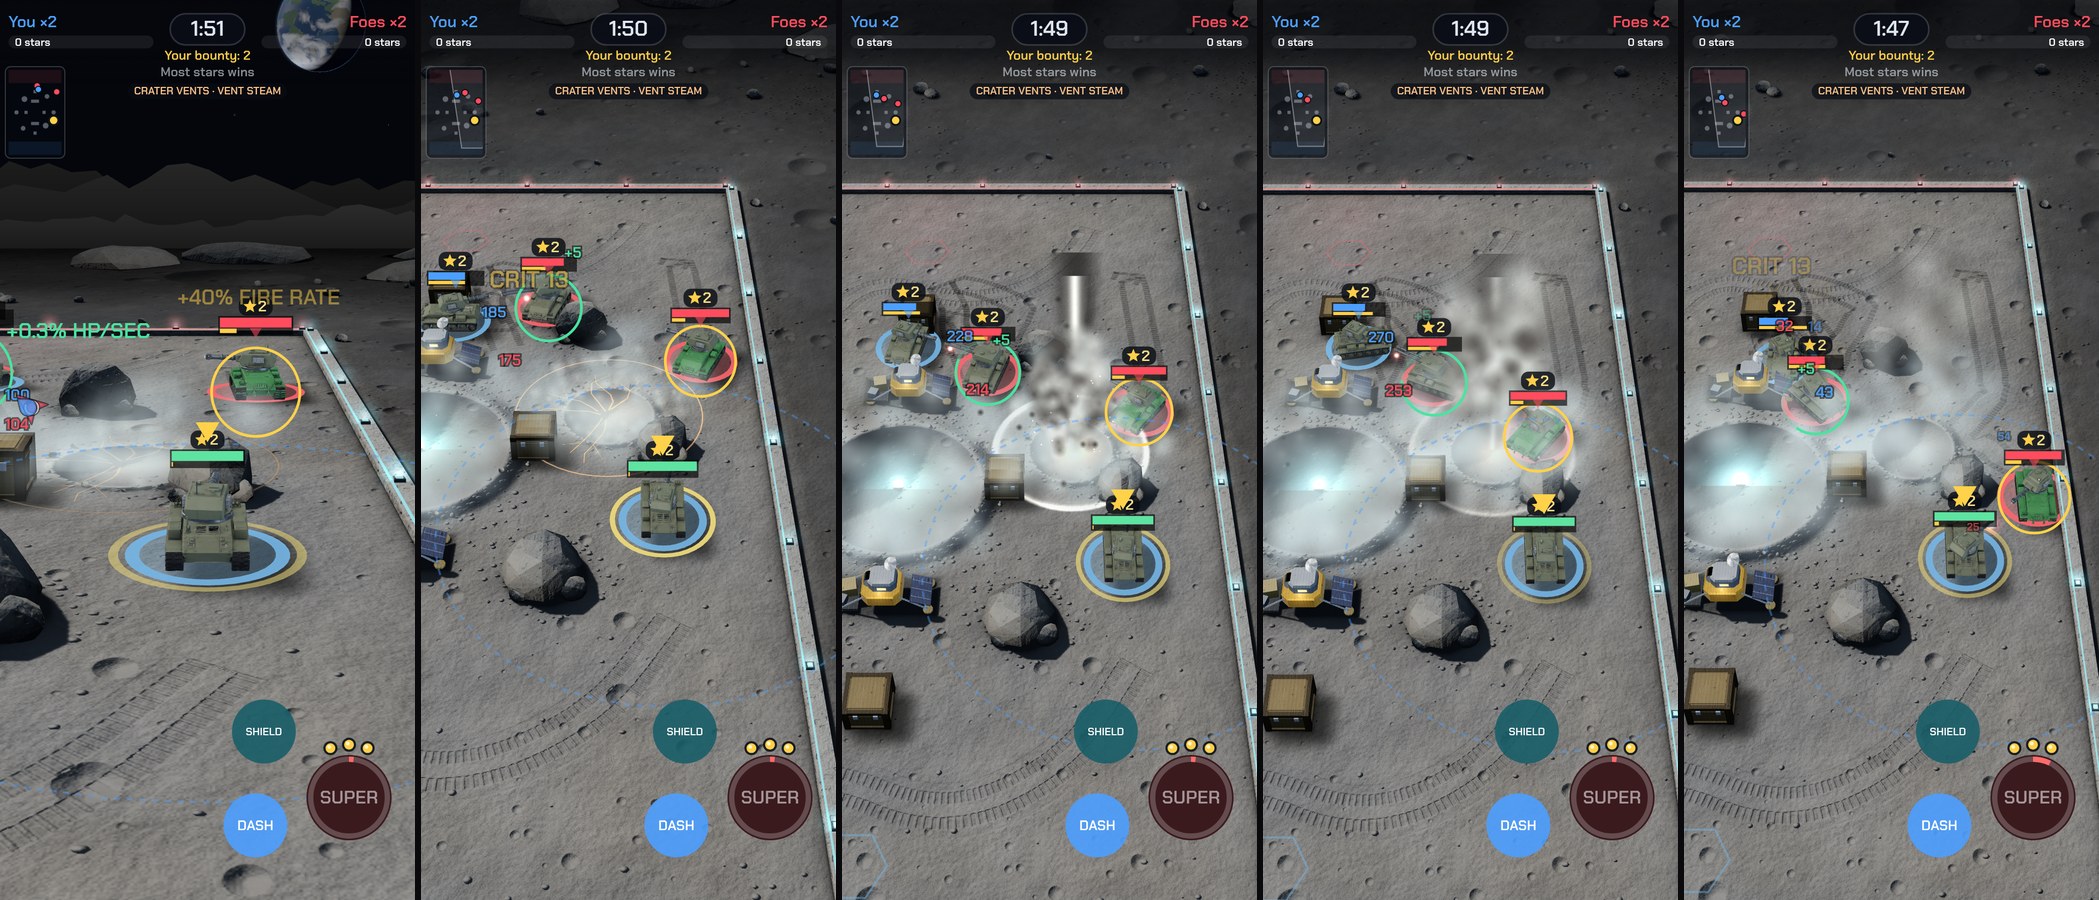 You ×2
1:51
Foes ×2
0 stars
0 stars
Your bounty: 2
Most stars wins
CRATER VENTS · VENT STEAM
+40% FIRE RATE
★2
+0.3% HP/SEC
100
104
★2
SHIELD
SUPER
DASH
You ×2
1:50
Foes ×2
0 stars
0 stars
Your bounty: 2
Most stars wins
CRATER VENTS · VENT STEAM
★2
★2
+5
CRIT 13
★2
185
175
★2
SHIELD
SUPER
DASH
You ×2
1:49
Foes ×2
0 stars
0 stars
Your bounty: 2
Most stars wins
CRATER VENTS · VENT STEAM
★2
★2
228
+5
★2
214
★2
SHIELD
SUPER
DASH
You ×2
1:49
Foes ×2
0 stars
0 stars
Your bounty: 2
Most stars wins
CRATER VENTS · VENT STEAM
★2
★2
270
★2
253
★2
SHIELD
SUPER
DASH
You ×2
1:47
Foes ×2
0 stars
0 stars
Your bounty: 2
Most stars wins
CRATER VENTS · VENT STEAM
CRIT 13
★2
32
14
★2
+5
43
★2
★2
25
SHIELD
SUPER
DASH